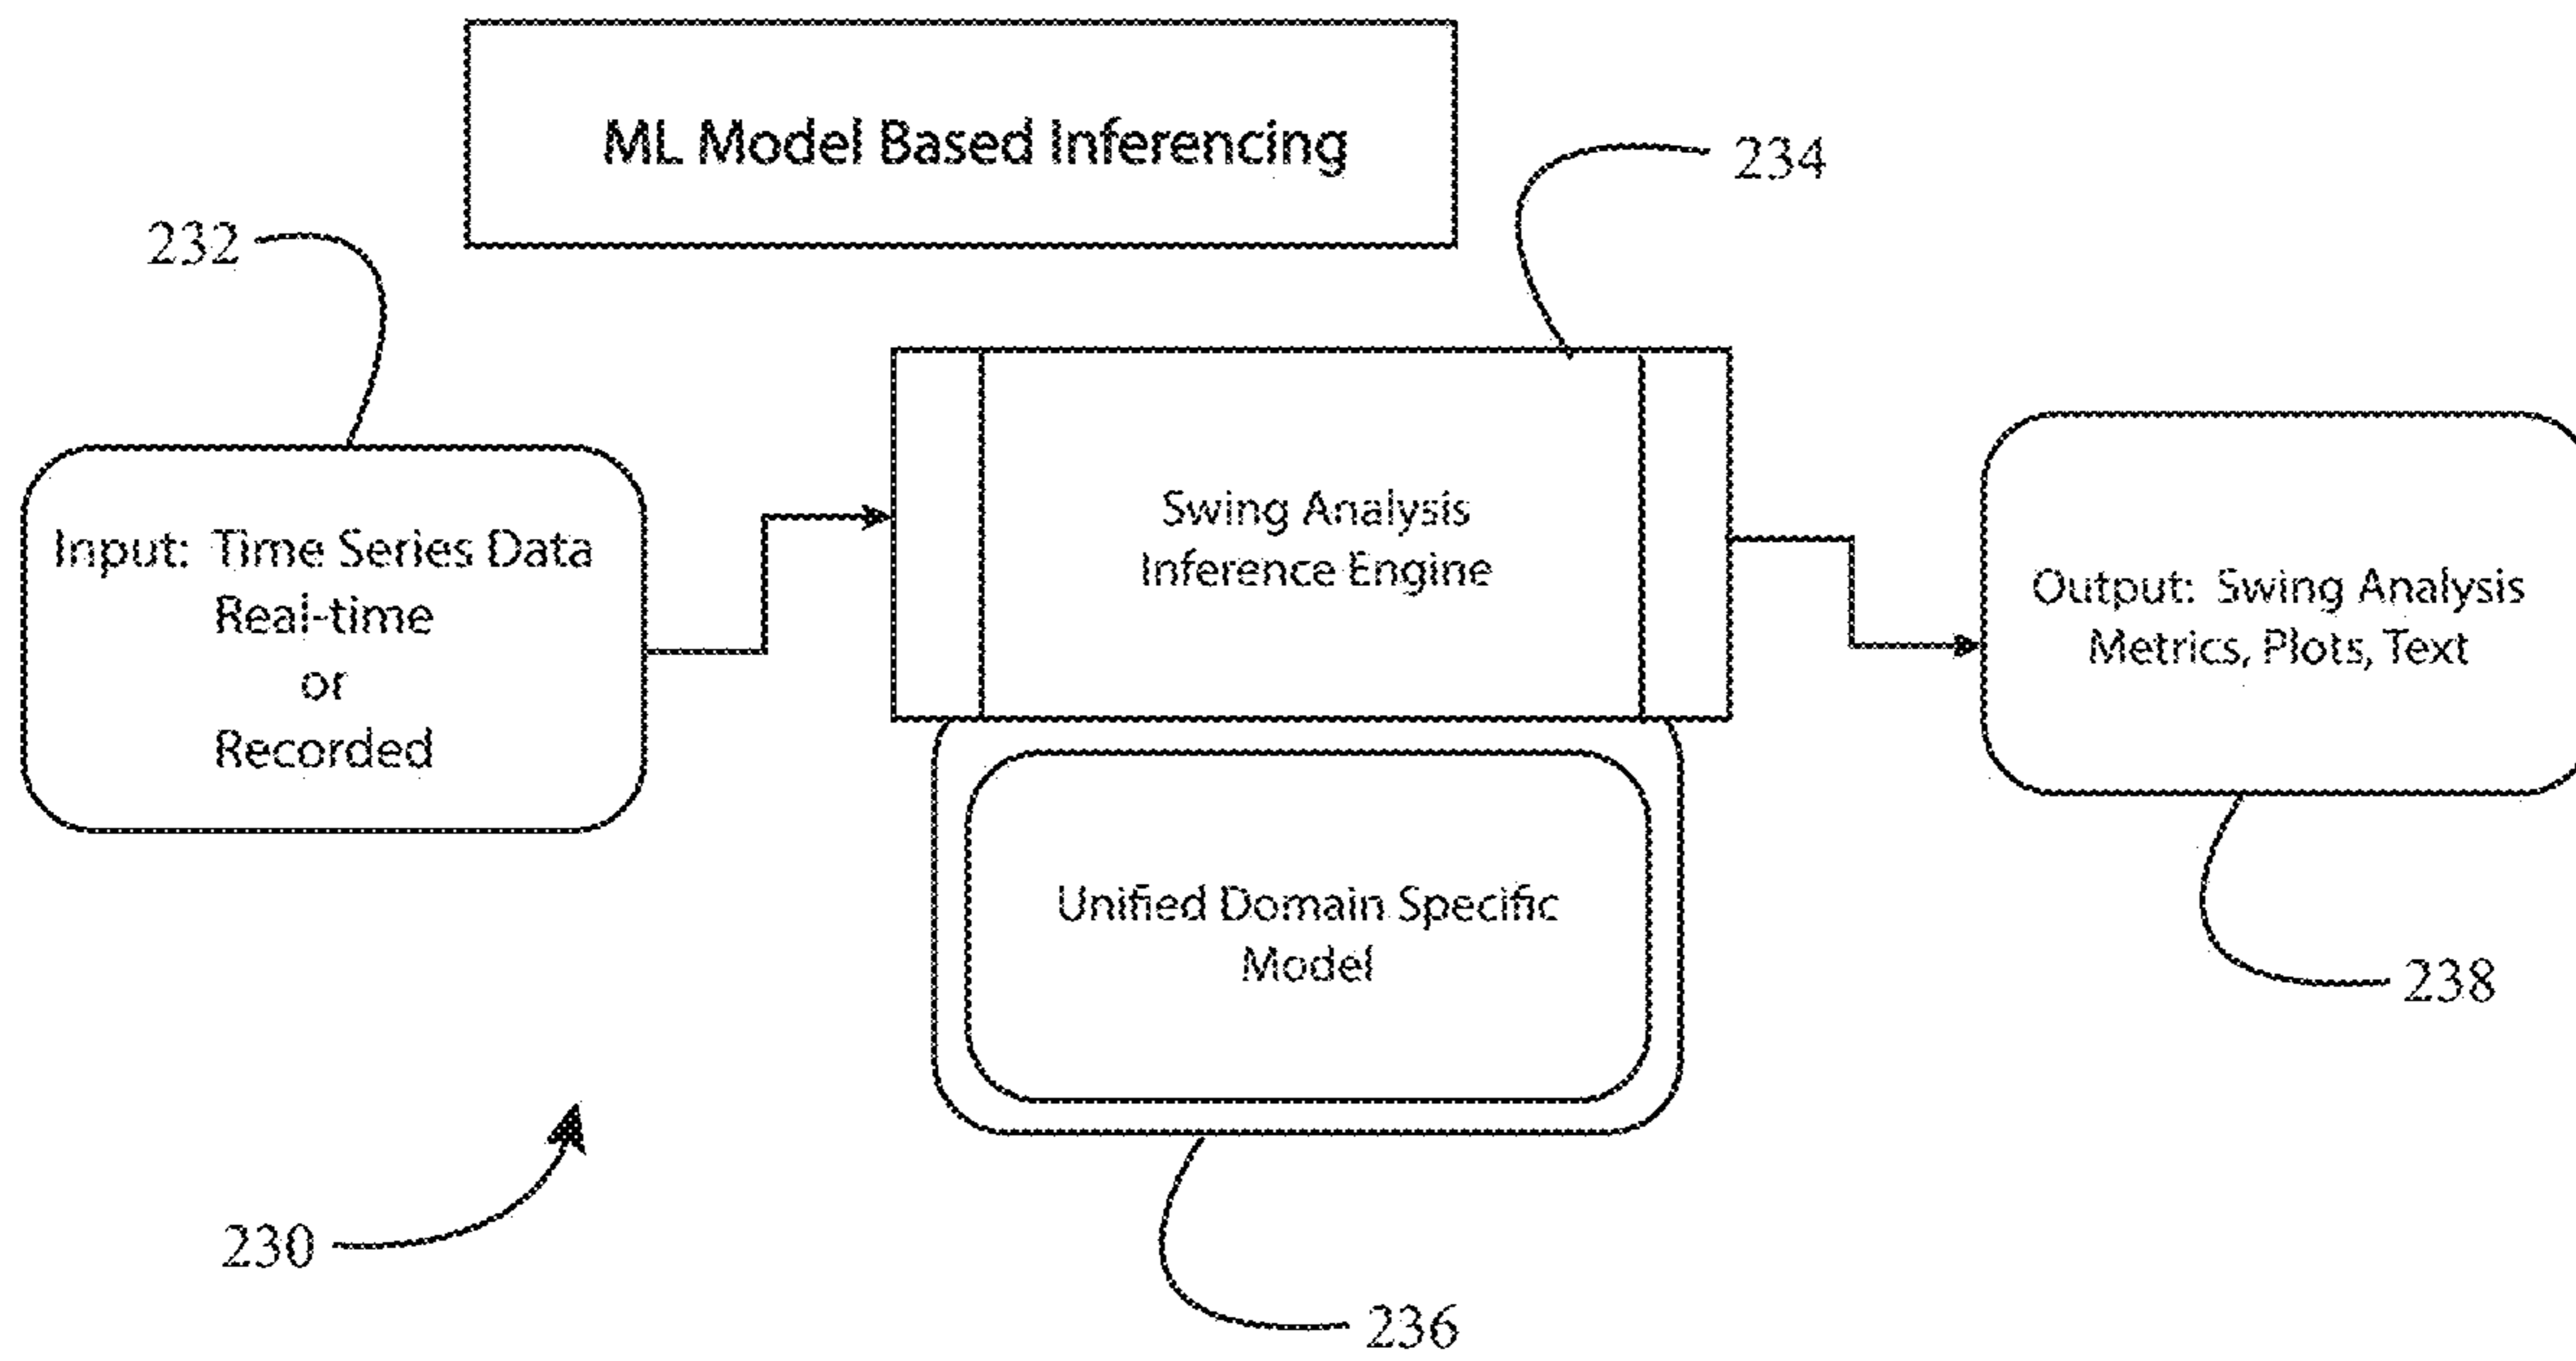 ML Model Based Inferencing
234
232
Input: Time Series Data
Real-time
or
Recorded
Swing Analysis
Inference Engine
Output: Swing Analysis
Metrics, Plots, Text
Unified Domain Specific
Model
238
230
236